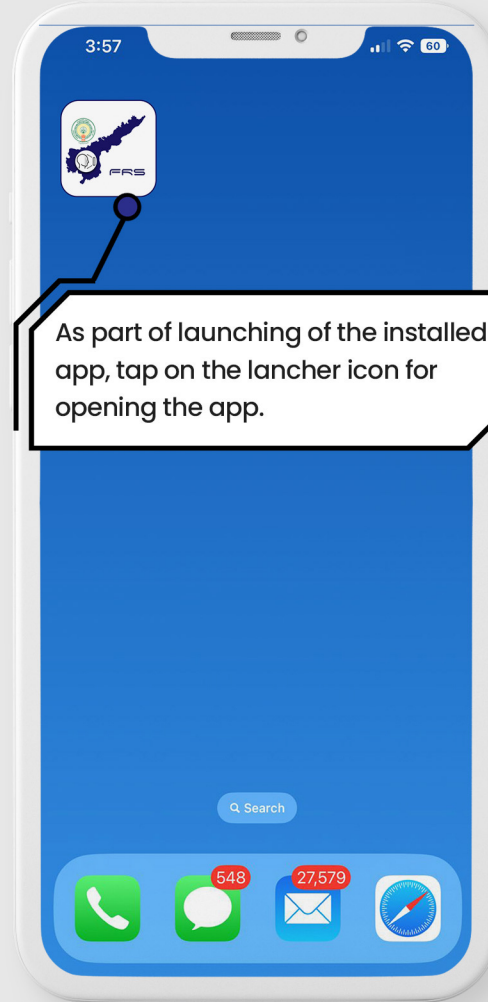 3:57
60
FRS
As part of launching of the installed
app, tap on the lancher icon for
opening the app.
Search
548
27,579